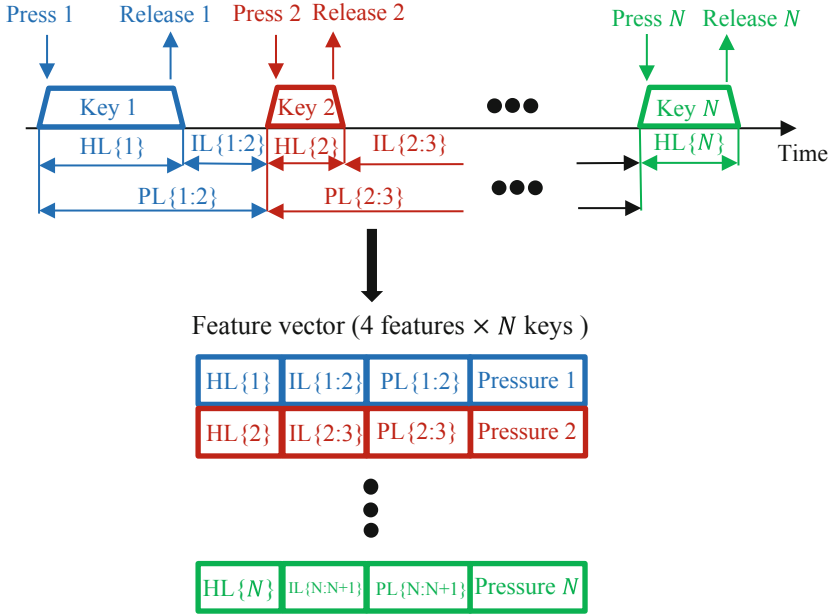 Press 1 Release 1 Press 2 Release 2 Press N Release N
Key 1 Key 2 Key N
HL{1} IL{1:2} HL{2} IL{2:3} HL{N}
Time
PL{1:2} PL{2:3}
Feature vector (4 features × N keys )
HL{1} IL{1:2} PL{1:2} Pressure 1
HL{2} IL{2:3} PL{2:3} Pressure 2
HL{N} IL{N:N+1} PL{N:N+1} Pressure N